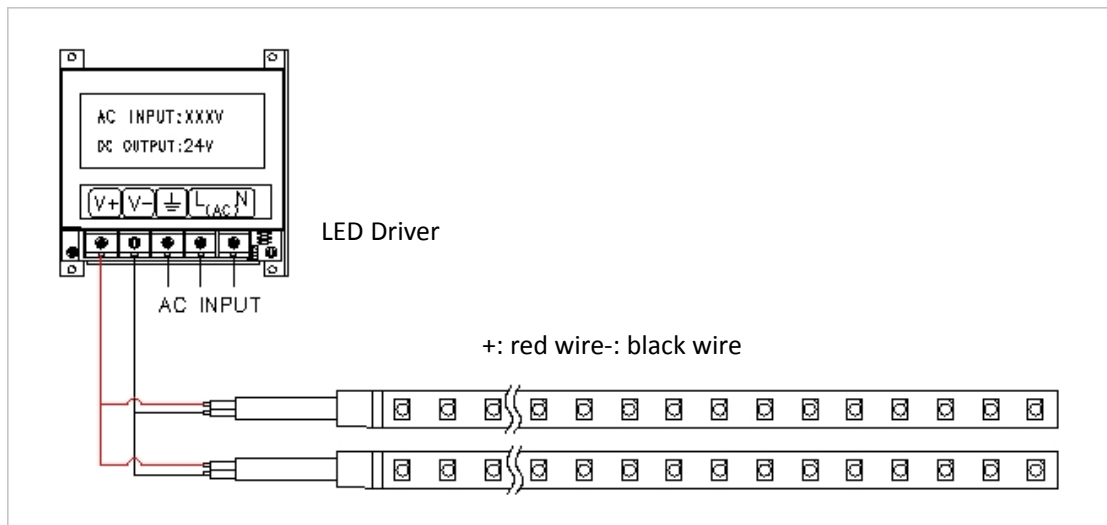 AC INPUT:XXXV
DC OUTPUT:24V
V+ V- L(AC)N
LED Driver
AC INPUT
+: red wire-: black wire